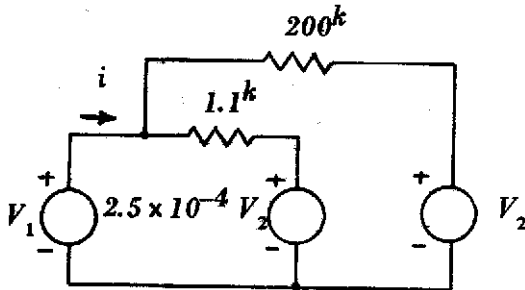 200^k
i
1.1^k
+ + +
V_1 2.5 × 10^{-4} V_2 V_2
- - -